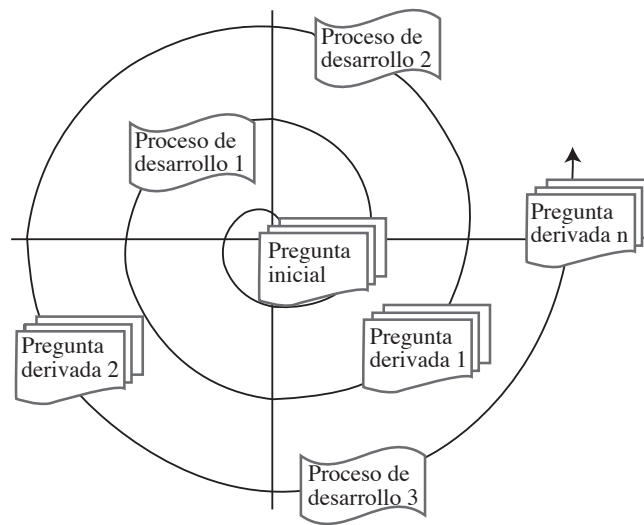 Proceso de
desarrollo 2
Proceso de
desarrollo 1
Pregunta
derivada n
Pregunta
inicial
Pregunta
derivada 2
Pregunta
derivada 1
Proceso de
desarrollo 3